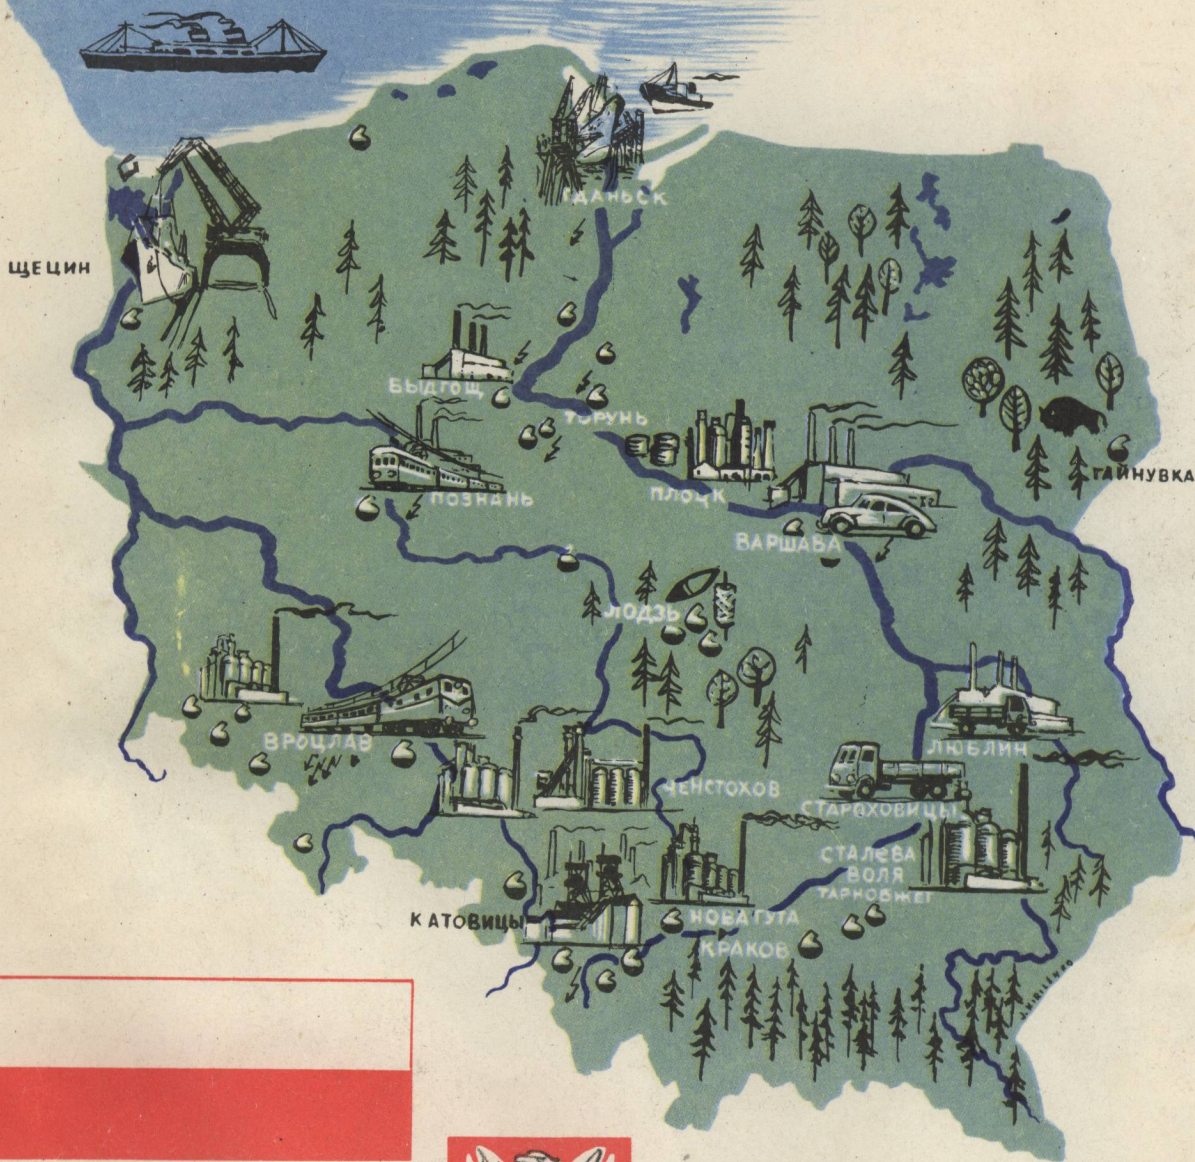 ГДАНЬСК
ЩЕЦИН
БЫДГОЩ
ТОРУНЬ
ГАЙНУВКА
ПОЗНАНЬ
ПЛОЦК
ВАРШАВА
ЛОДЗЬ
ВРОЦЛАВ
ЛЮБЛИН
ЧЕНСТОХОВ
СТАРОХОВИЦЫ
СТАЛЕВА
ВОЛЯ
ТАРНОБЖЕГ
КАТОВИЦЫ
НОВА ГУТА
КРАКОВ